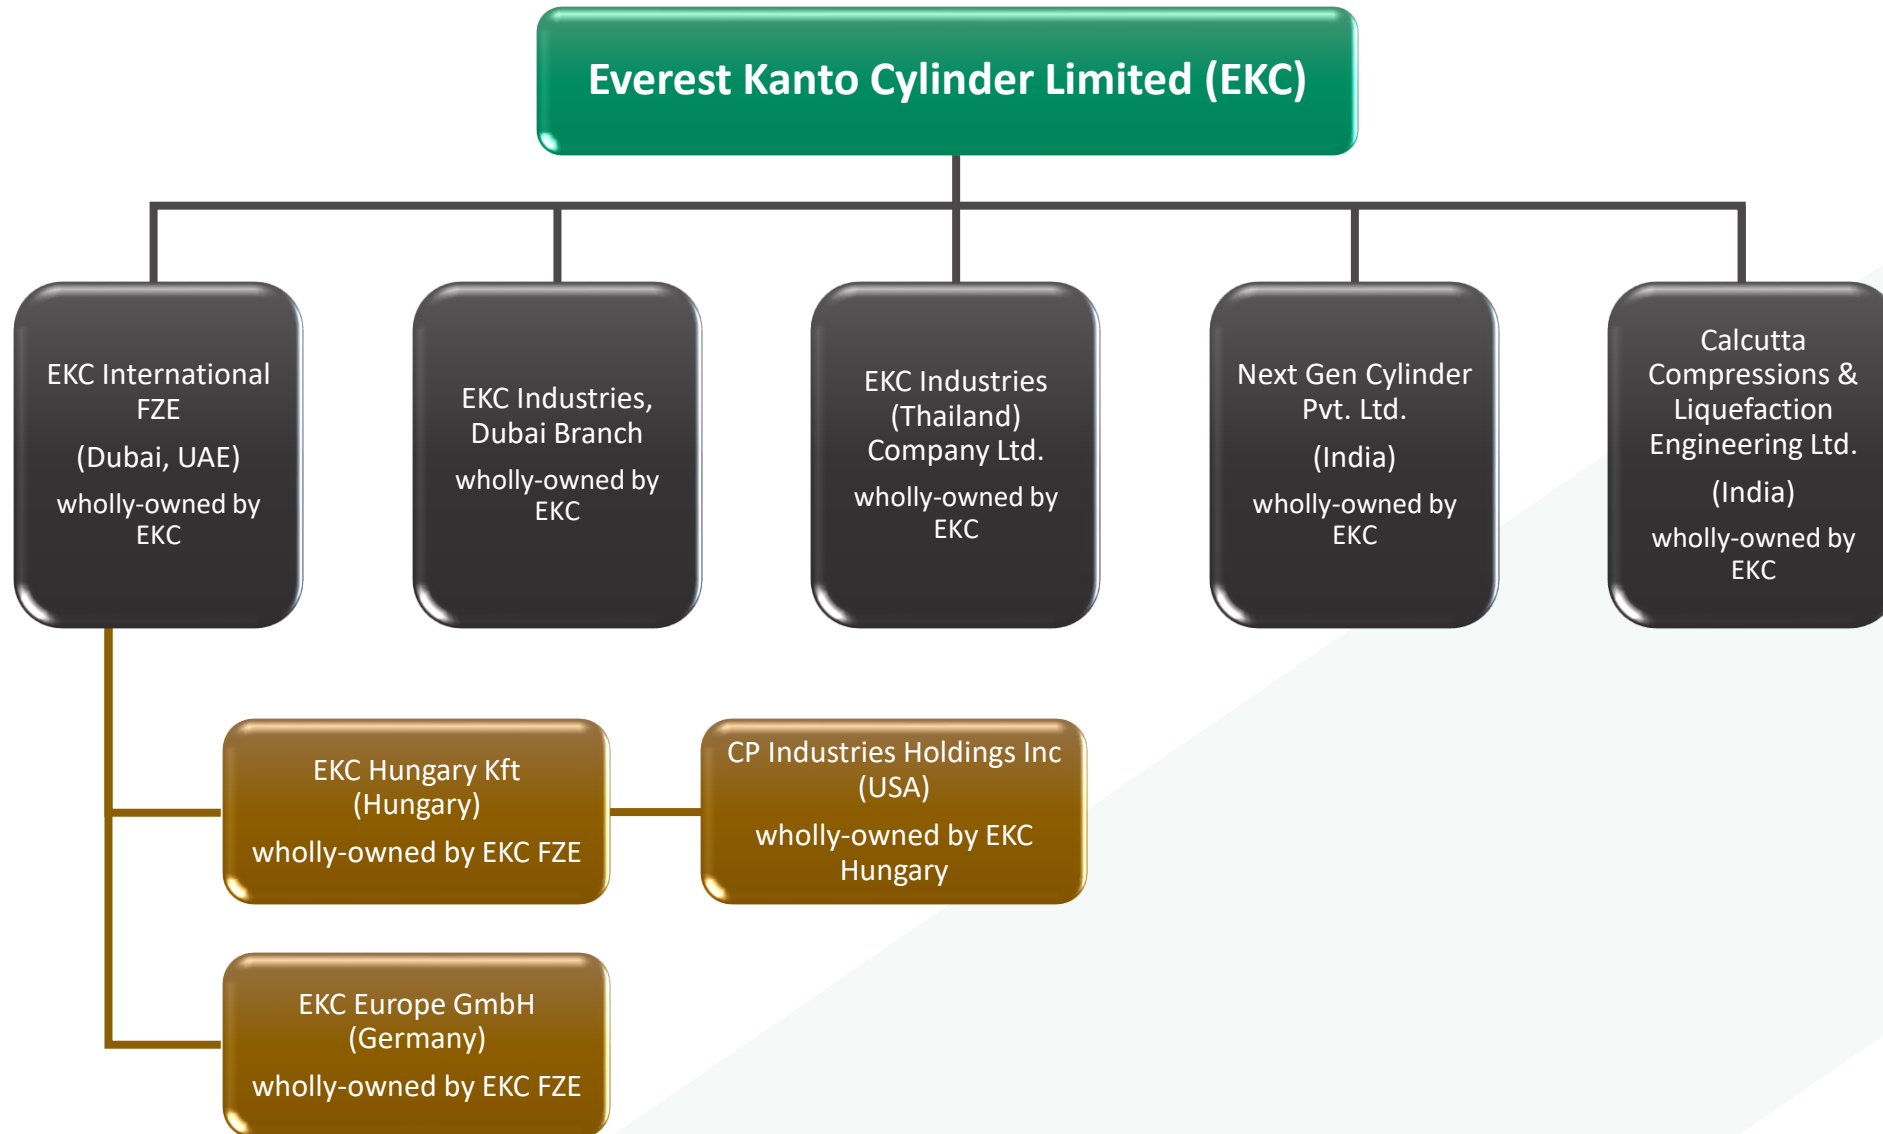 Everest Kanto Cylinder Limited (EKC)
EKC International
FZE
(Dubai, UAE)
wholly-owned by
EKC
EKC Industries,
Dubai Branch
wholly-owned by
EKC
EKC Industries
(Thailand)
Company Ltd.
wholly-owned by
EKC
Next Gen Cylinder
Pvt. Ltd.
(India)
wholly-owned by
EKC
Calcutta
Compressions &
Liquefaction
Engineering Ltd.
(India)
wholly-owned by
EKC
EKC Hungary Kft
(Hungary)
wholly-owned by EKC FZE
CP Industries Holdings Inc
(USA)
wholly-owned by EKC
Hungary
EKC Europe GmbH
(Germany)
wholly-owned by EKC FZE